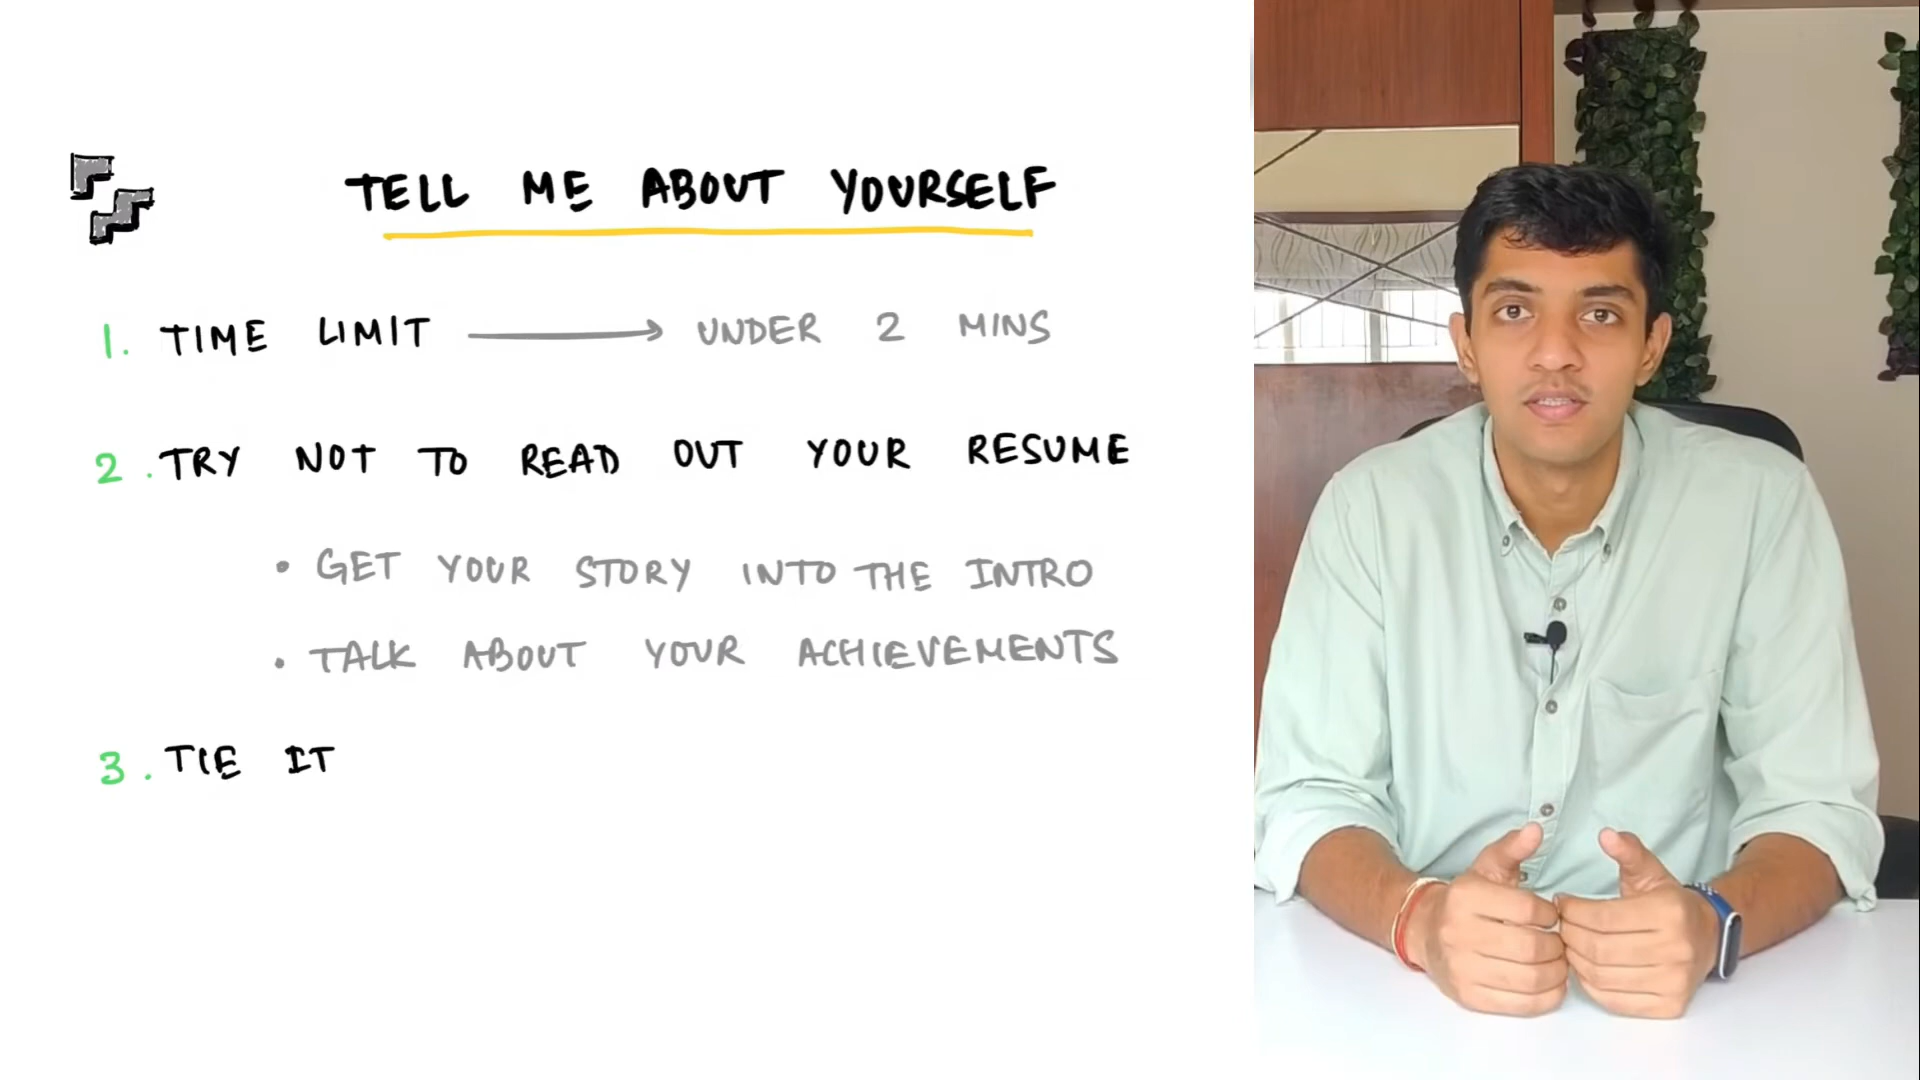 TELL ME ABOUT YOURSELF
1. TIME LIMIT → UNDER 2 MINS
2. TRY NOT TO READ OUT YOUR RESUME
• GET YOUR STORY INTO THE INTRO
• TALK ABOUT YOUR ACHIEVEMENTS
3. TIE IT